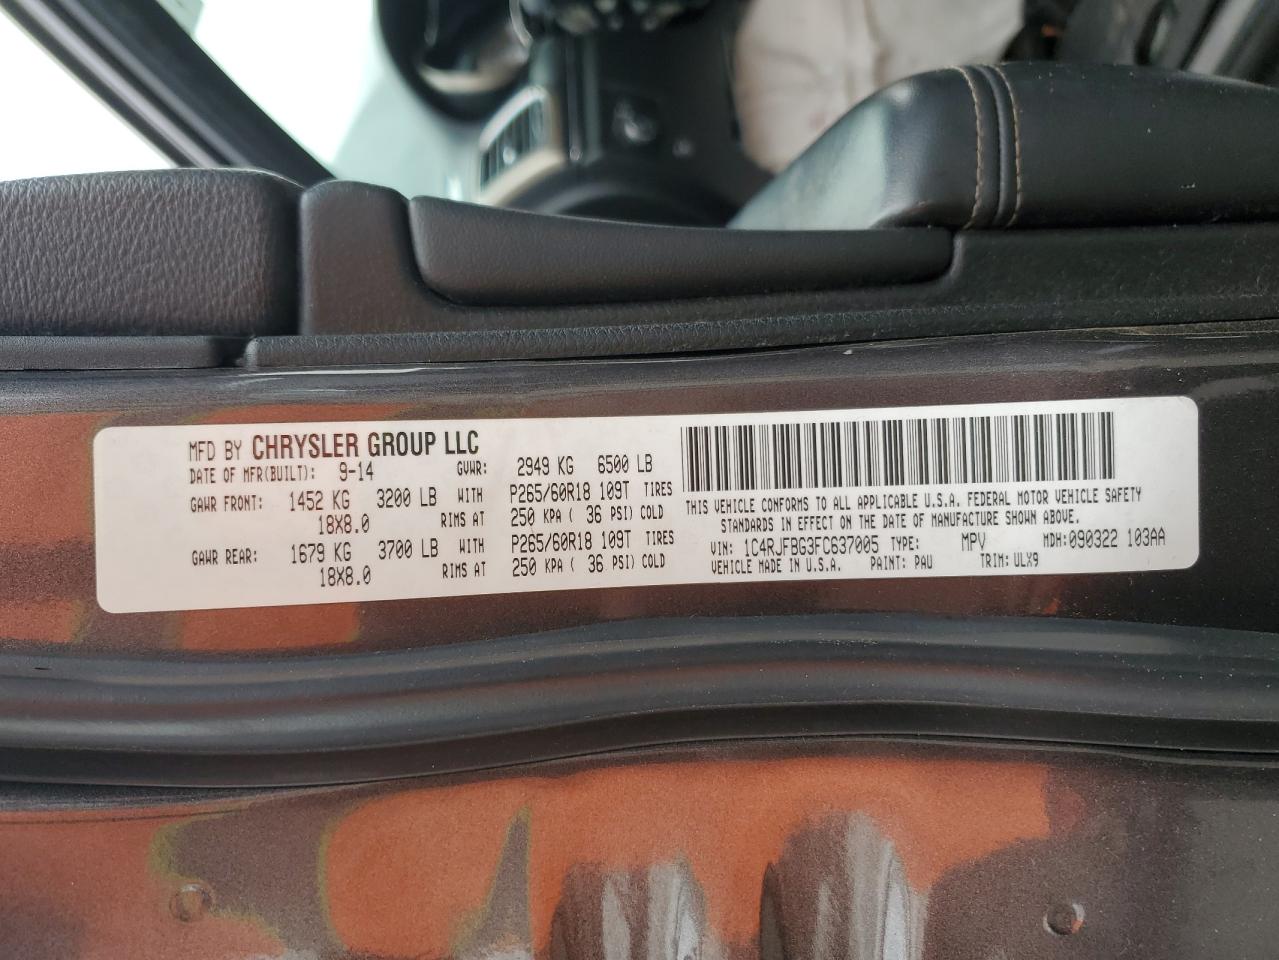 MFD BY CHRYSLER GROUP LLC
DATE OF MFR(BUILT): 9-14 GVWR: 2949 KG 6500 LB
GAWR FRONT: 1452 KG 3200 LB WITH P265/60R18 109T TIRES
18X8.0 RIMS AT 250 KPA ( 36 PSI) COLD
GAWR REAR: 1679 KG 3700 LB WITH P265/60R18 109T TIRES
18X8.0 RIMS AT 250 KPA ( 36 PSI) COLD
THIS VEHICLE CONFORMS TO ALL APPLICABLE U.S.A. FEDERAL MOTOR VEHICLE SAFETY
STANDARDS IN EFFECT ON THE DATE OF MANUFACTURE SHOWN ABOVE.
VIN: 1C4RJFBG3FC637005 TYPE: MPV MDH:090322 103AA
VEHICLE MADE IN U.S.A. PAINT: PAU TRIM: ULX9